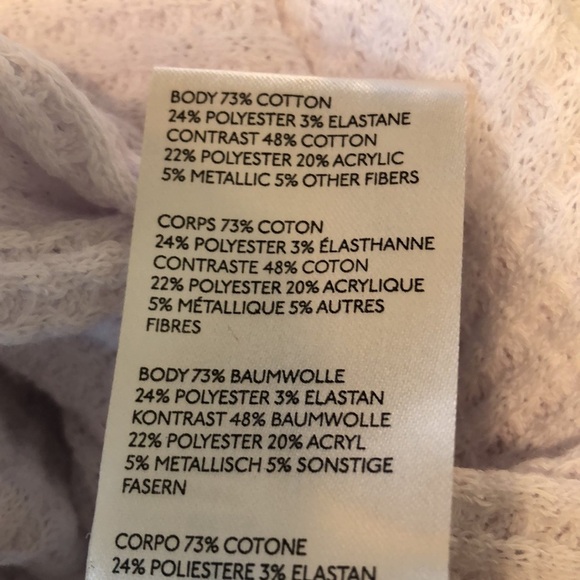 BODY 73% COTTON
24% POLYESTER 3% ELASTANE
CONTRAST 48% COTTON
22% POLYESTER 20% ACRYLIC
5% METALLIC 5% OTHER FIBERS
CORPS 73% COTON
24% POLYESTER 3% ÉLASTHANNE
CONTRASTE 48% COTON
22% POLYESTER 20% ACRYLIQUE
5% MÉTALLIQUE 5% AUTRES
FIBRES
BODY 73% BAUMWOLLE
24% POLYESTER 3% ELASTAN
KONTRAST 48% BAUMWOLLE
22% POLYESTER 20% ACRYL
5% METALLISCH 5% SONSTIGE
FASERN
CORPO 73% COTONE
24% POLIESTERE 3% ELASTAN